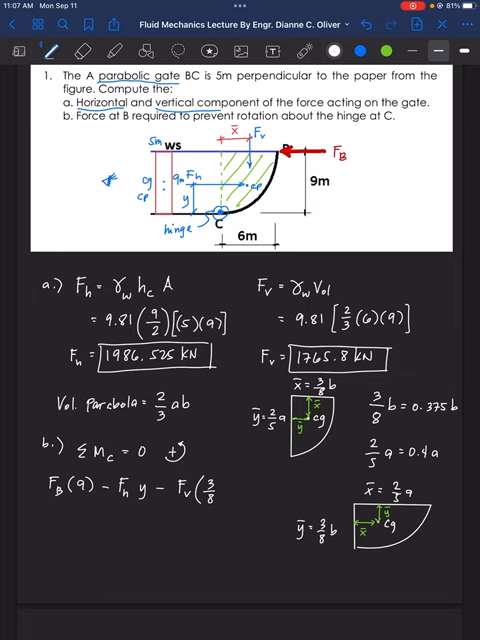 11:07 AM Mon Sep 11
81%
Fluid Mechanics Lecture By Engr. Dianne C. Oliver
1. The A parabolic gate BC is 5m perpendicular to the paper from the
figure. Compute the:
a. Horizontal and vertical component of the force acting on the gate.
b. Force at B required to prevent rotation about the hinge at C.
x̄
Fv
5m WS
B
FB
cg
cp
9m Fh
cp
y
9m
hinge
C
6m
a.) Fh = γw hc A
= 9.81 (9/2) [(5)(9)]
Fh = 1986.525 kN
Fv = γw Vol
= 9.81 [2/3 (6)(9)]
Fv = 1765.8 kN
Vol. parabola = 2/3 ab
x̄ = 3/8 b
ȳ = 2/5 a
x̄
ȳ
cg
3/8 b = 0.375 b
2/5 a = 0.4 a
b.) ΣMc = 0 +
FB (9) - Fh y - Fv (3/8
x̄ = 2/5 a
ȳ = 3/8 b
ȳ
x̄
cg